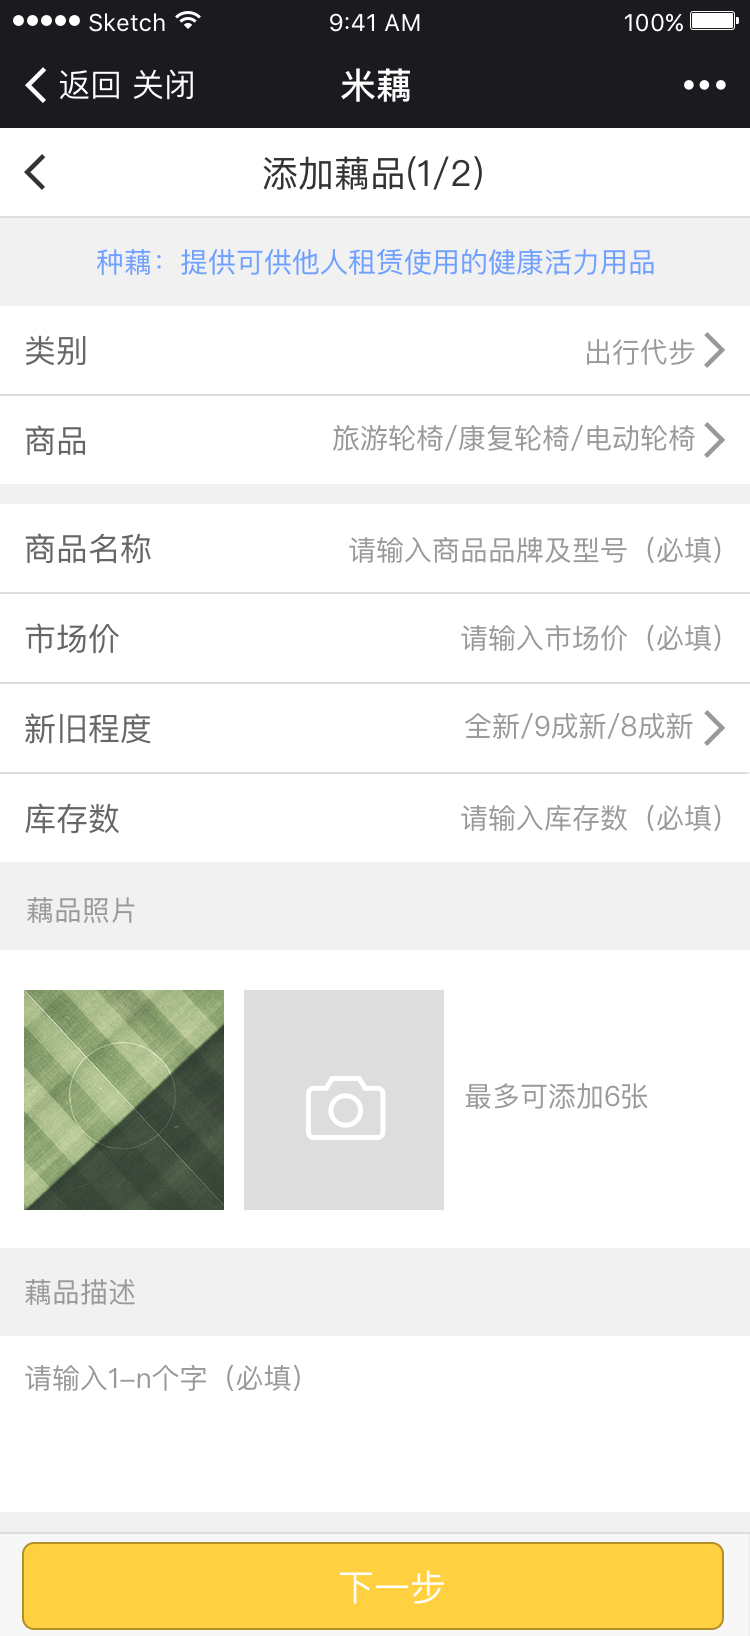 Sketch 9:41 AM 100%
返回 关闭 米藕
添加藕品(1/2)
种藕：提供可供他人租赁使用的健康活力用品
类别 出行代步
商品 旅游轮椅/康复轮椅/电动轮椅
商品名称 请输入商品品牌及型号（必填）
市场价 请输入市场价（必填）
新旧程度 全新/9成新/8成新
库存数 请输入库存数（必填）
藕品照片
最多可添加6张
藕品描述
请输入1-n个字（必填）
下一步